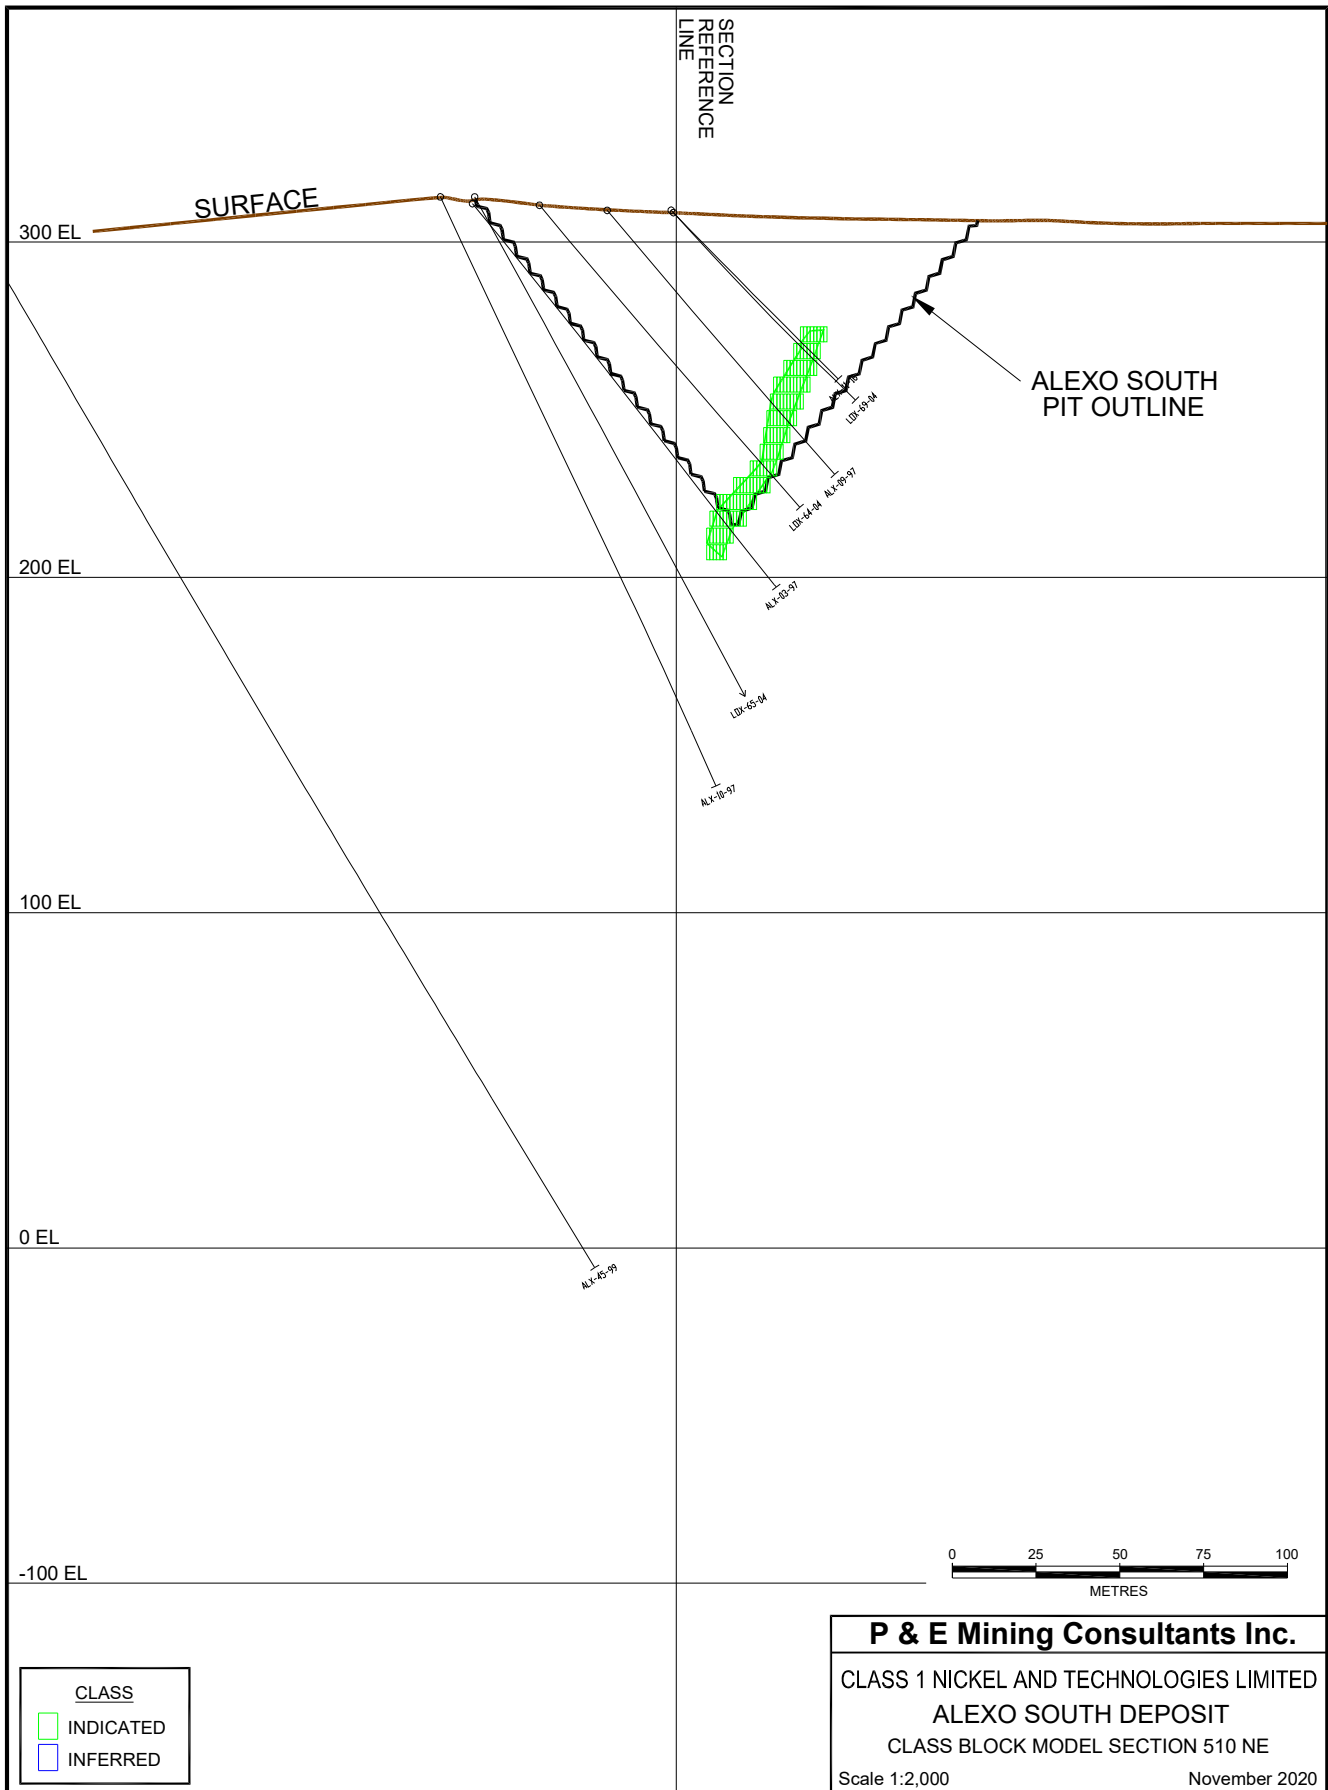 SECTION
REFERENCE
LINE
SURFACE
300 EL
ALEXO SOUTH
PIT OUTLINE
LOX-69-04
ALX-09-97
LOX-64-04
200 EL
ALX-03-97
LOX-65-04
ALX-10-97
100 EL
0 EL
ALX-45-99
-100 EL
0 25 50 75 100
METRES
P & E Mining Consultants Inc.
CLASS 1 NICKEL AND TECHNOLOGIES LIMITED
ALEXO SOUTH DEPOSIT
CLASS BLOCK MODEL SECTION 510 NE
Scale 1:2,000 November 2020
CLASS
INDICATED
INFERRED